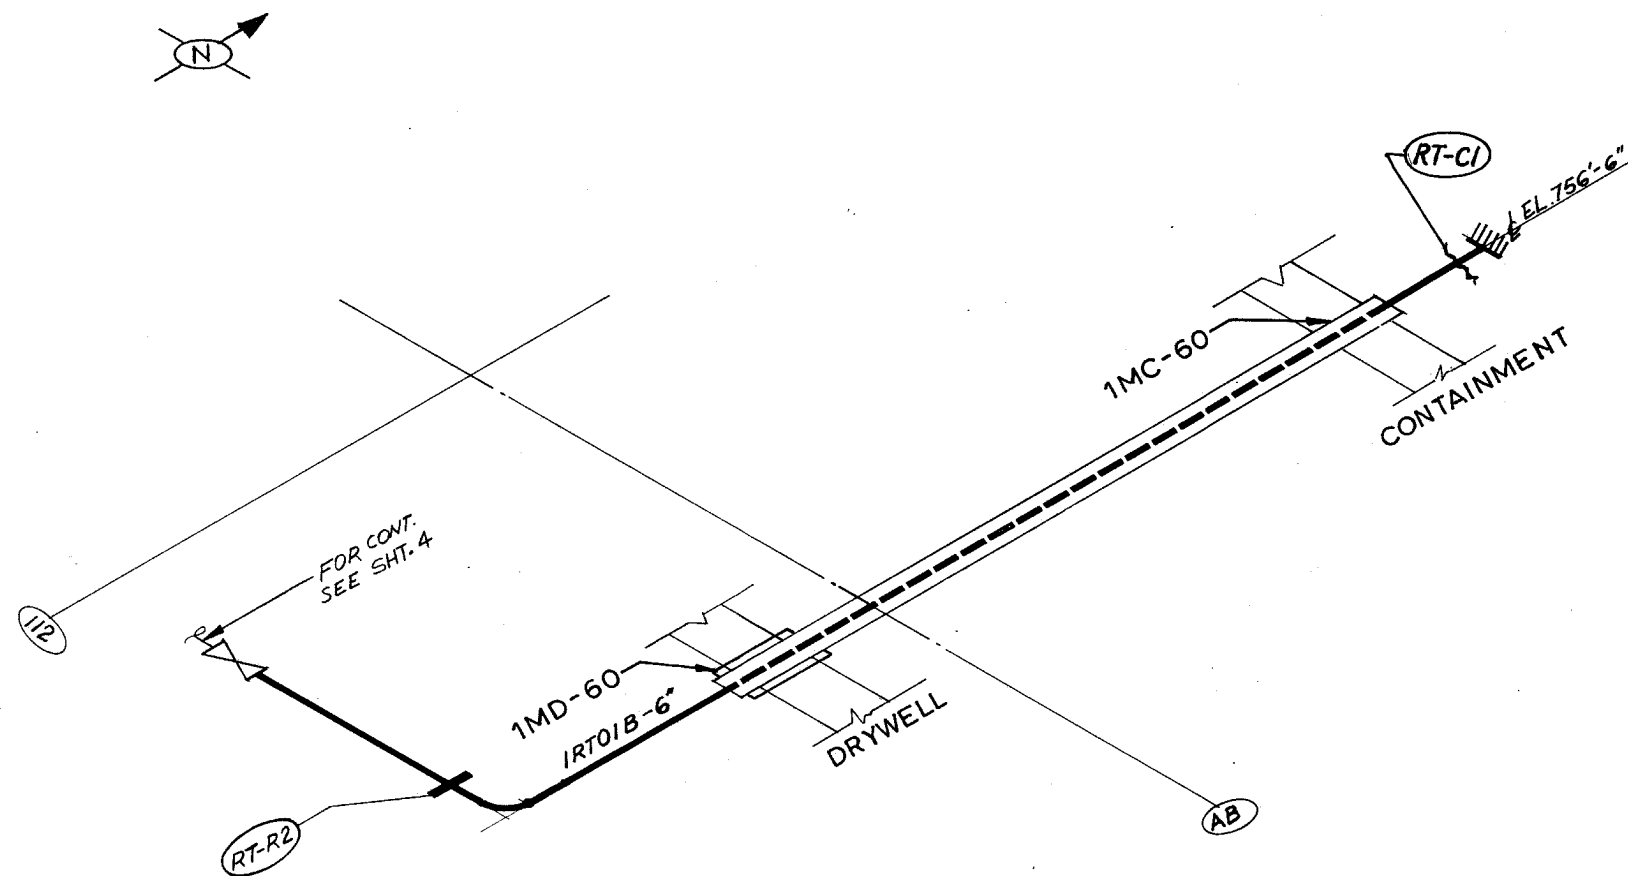 N
RT-C1
℄ EL. 756'-6"
1MC-60
CONTAINMENT
FOR CONT.
SEE SHT. 4
112
1MD-60
1RT01B-6"
DRYWELL
AB
RT-R2